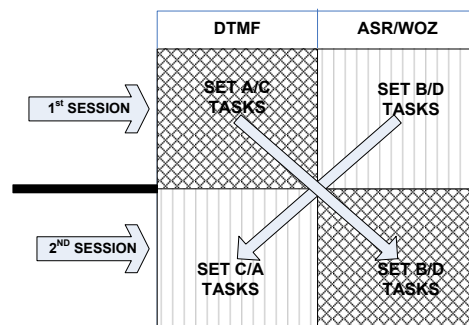 DTMF ASR/WOZ
1st SESSION
SET A/C
TASKS
SET B/D
TASKS
2ND SESSION
SET C/A
TASKS
SET B/D
TASKS